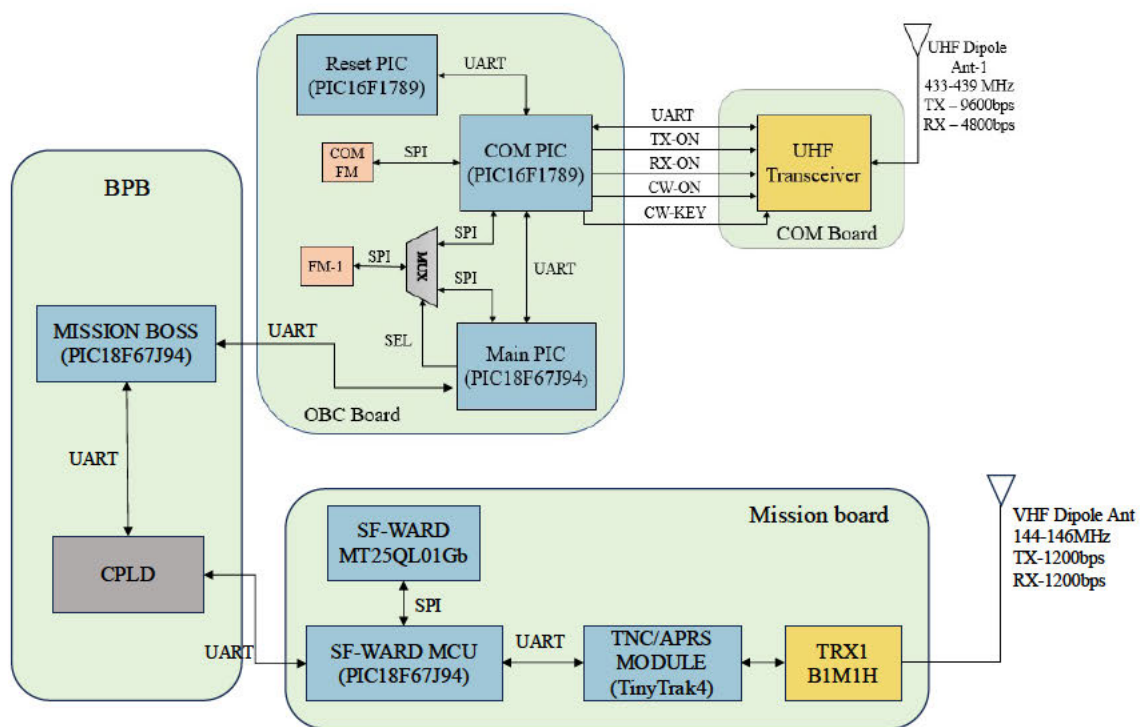 Reset PIC
(PIC16F1789)
UART
UHF Dipole
Ant-1
433-439 MHz
TX – 9600bps
RX – 4800bps
COM
FM
SPI
COM PIC
(PIC16F1789)
UART
TX-ON
RX-ON
CW-ON
CW-KEY
UHF
Transceiver
COM Board
BPB
FM-1
SPI
MUX
SPI
SPI
UART
SEL
Main PIC
(PIC18F67J94)
OBC Board
MISSION BOSS
(PIC18F67J94)
UART
UART
CPLD
UART
Mission board
SF-WARD
MT25QL01Gb
SPI
SF-WARD MCU
(PIC18F67J94)
UART
TNC/APRS
MODULE
(TinyTrak4)
TRX1
B1M1H
VHF Dipole Ant
144-146MHz
TX-1200bps
RX-1200bps